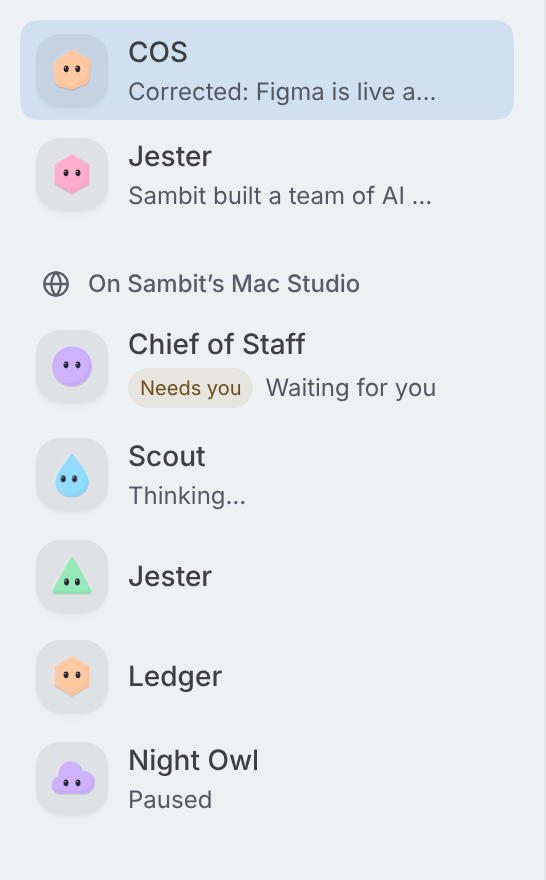 COS
Corrected: Figma is live a...
Jester
Sambit built a team of AI ...
On Sambit’s Mac Studio
Chief of Staff
Needs you Waiting for you
Scout
Thinking...
Jester
Ledger
Night Owl
Paused